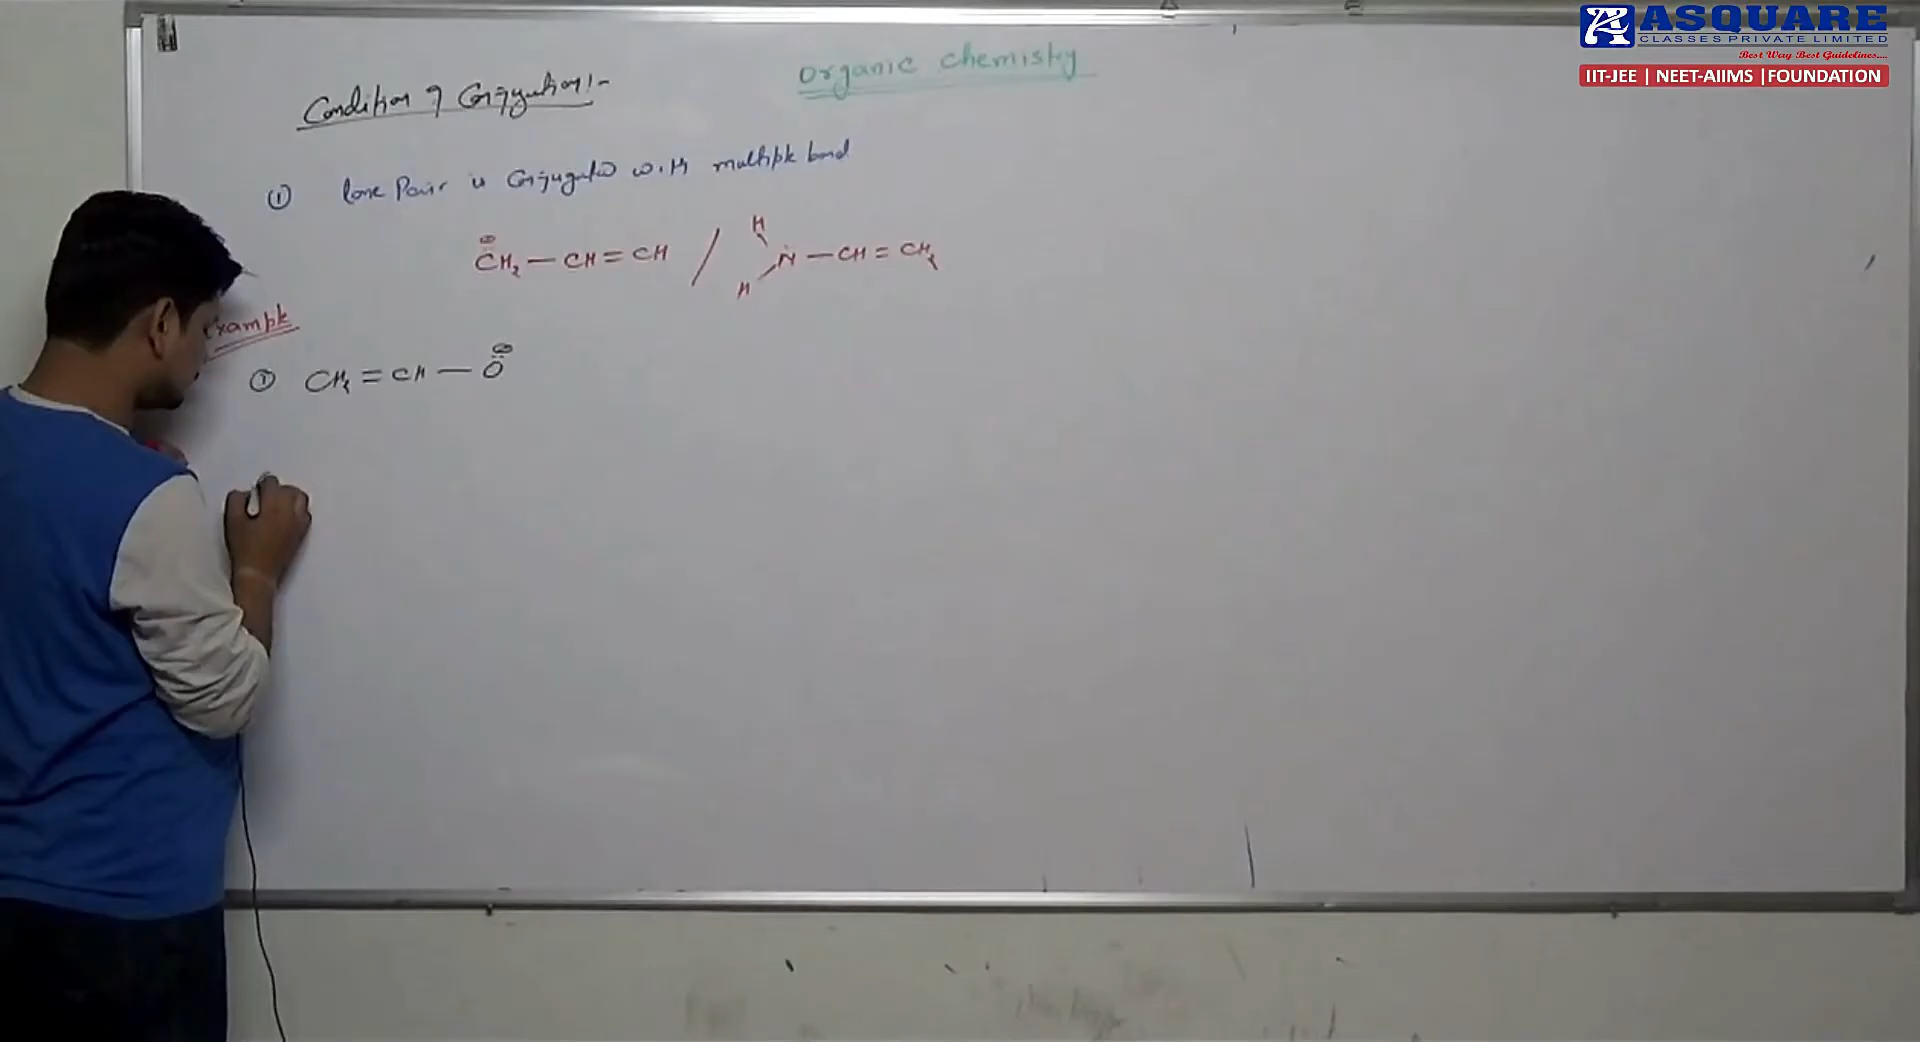 ASQUARE
CLASSES PRIVATE LIMITED
Best Way Best Guidelines....
IIT-JEE | NEET-AIIMS | FOUNDATION
Organic chemistry
Condition of Conjugation:-
① lone Pair is Conjugated with multiple bond
⊖
C̈H₂ — CH = CH / H
N̈ — CH = CH₂
H
Example
① CH₂ = CH — Ö⊖